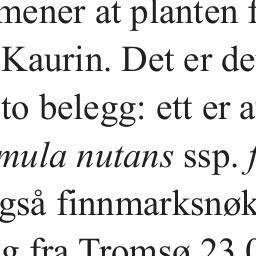 mener at planten f
Kaurin. Det er de
to belegg: ett er a
mula nutans ssp. f
gså finnmarksnøk
g fra Tromsø 23.0